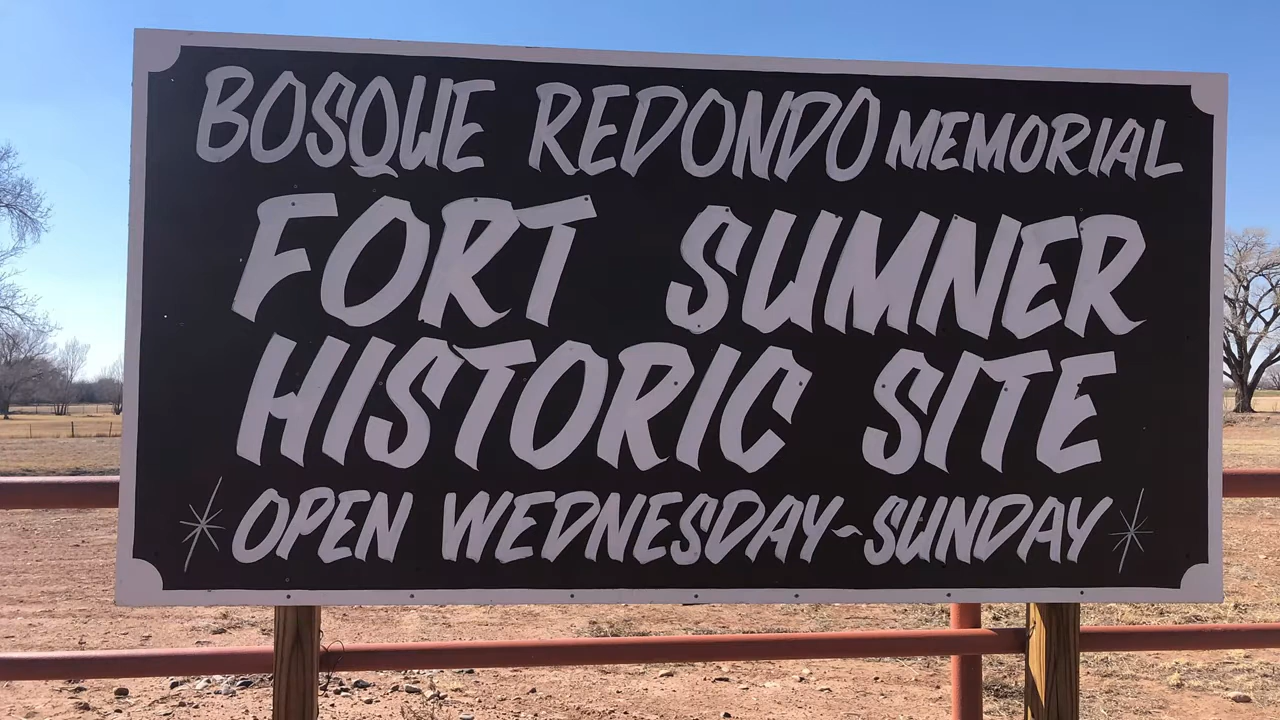 BOSQUE REDONDO MEMORIAL
FORT SUMNER
HISTORIC SITE
OPEN WEDNESDAY~SUNDAY